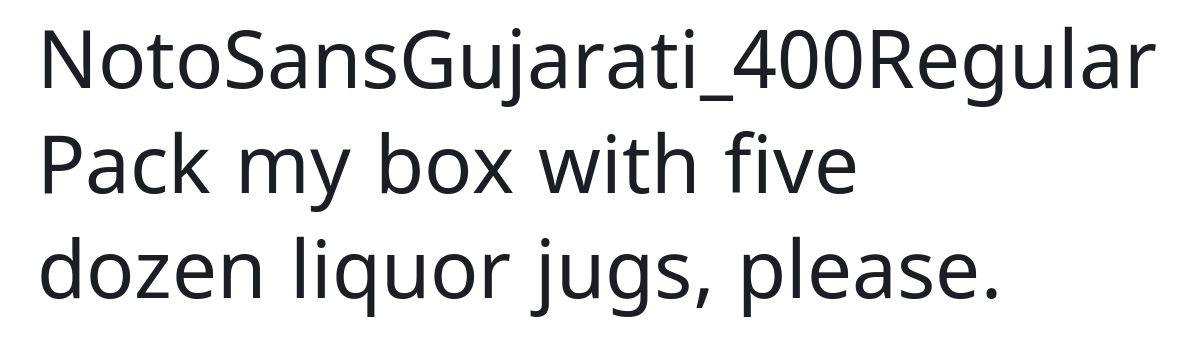 NotoSansGujarati_400Regular
Pack my box with five
dozen liquor jugs, please.